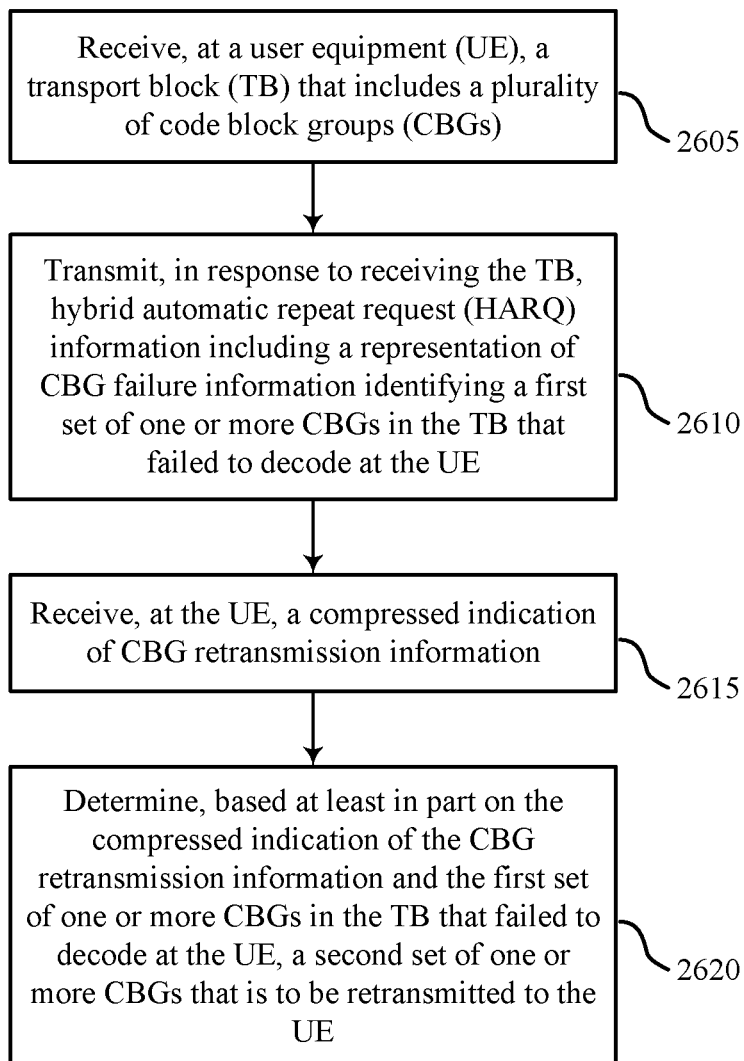 Receive, at a user equipment (UE), a
transport block (TB) that includes a plurality
of code block groups (CBGs)
2605
Transmit, in response to receiving the TB,
hybrid automatic repeat request (HARQ)
information including a representation of
CBG failure information identifying a first
set of one or more CBGs in the TB that
failed to decode at the UE
2610
Receive, at the UE, a compressed indication
of CBG retransmission information
2615
Determine, based at least in part on the
compressed indication of the CBG
retransmission information and the first set
of one or more CBGs in the TB that failed to
decode at the UE, a second set of one or
more CBGs that is to be retransmitted to the
UE
2620